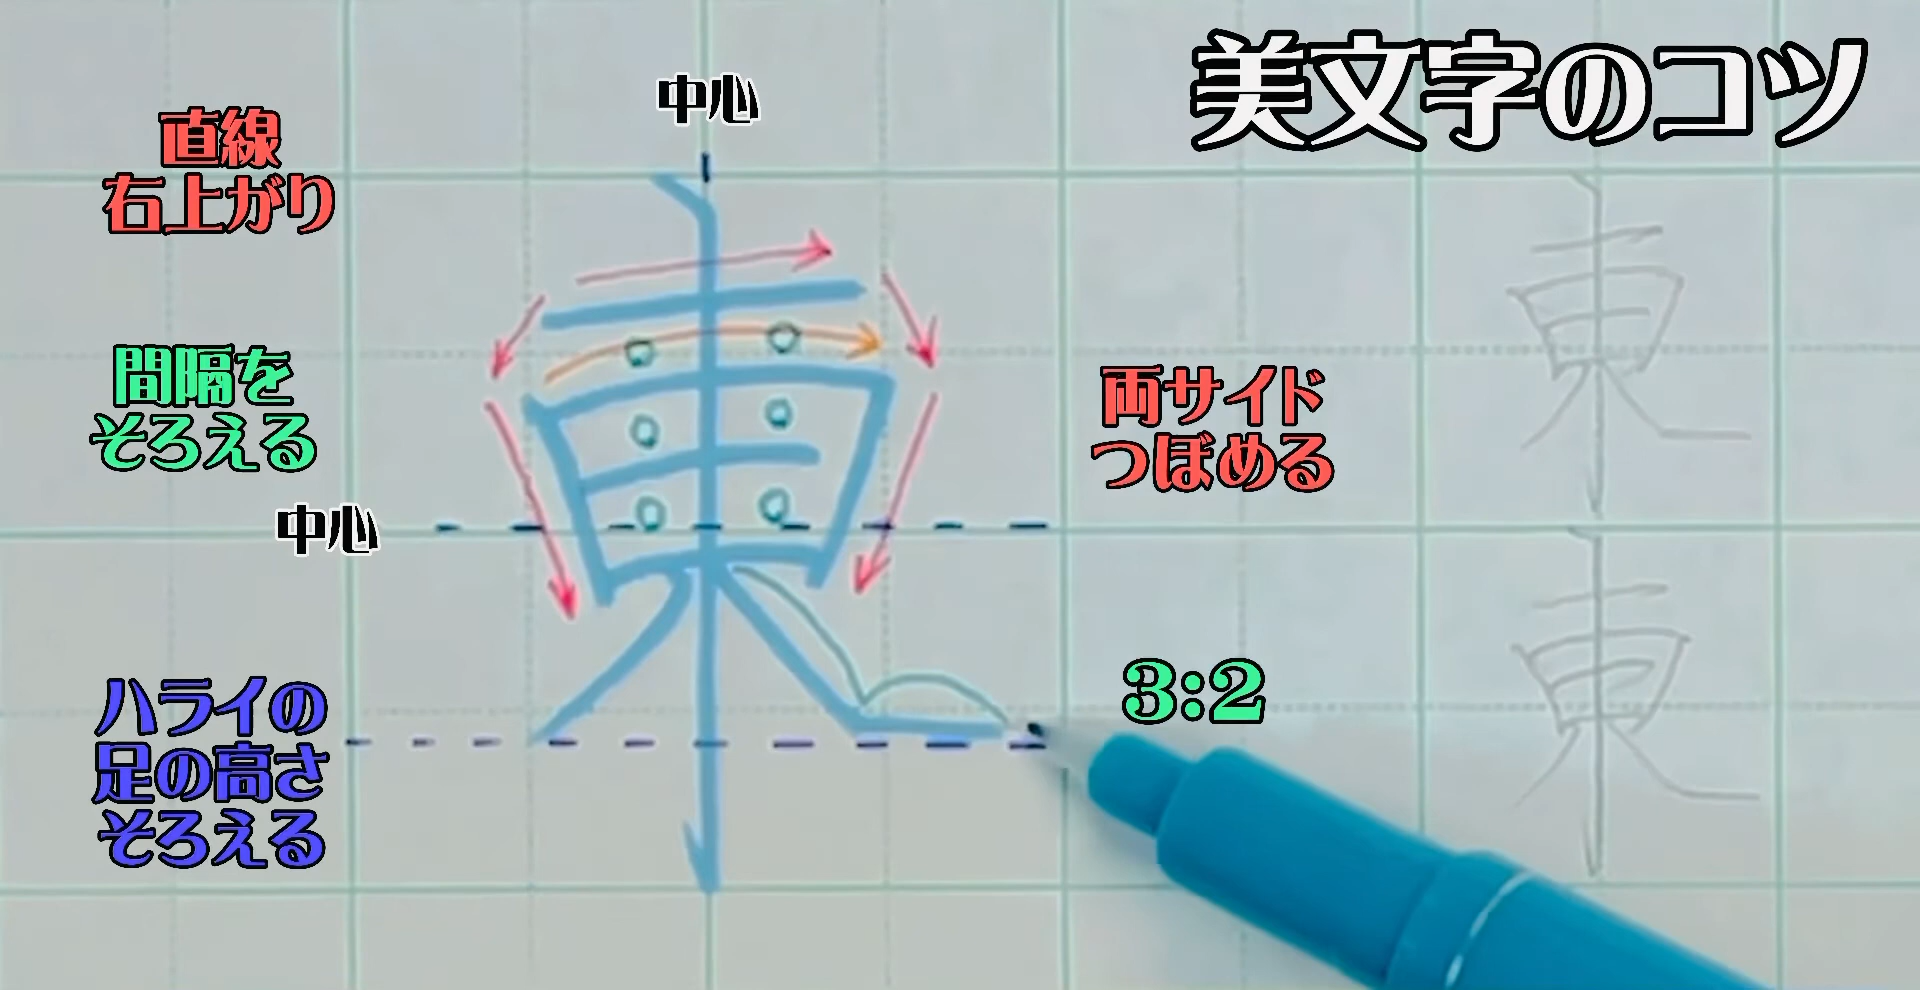 美文字のコツ
中心
直線
右上がり
間隔を
そろえる
中心
両サイド
つぼめる
3:2
ハライの
足の高さ
そろえる
東
東
東